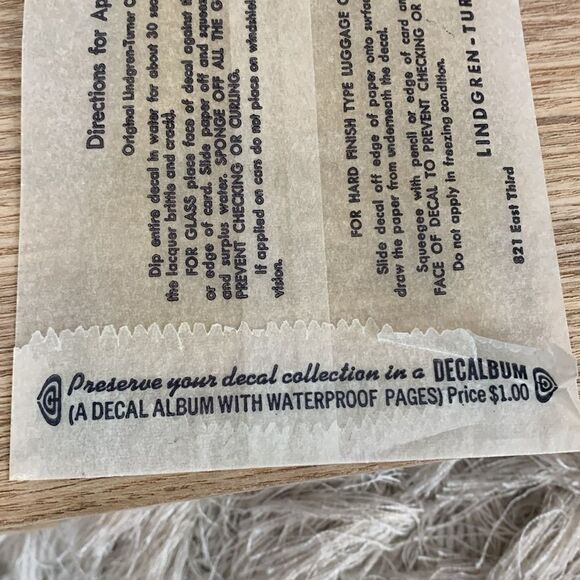 Directions for Ap
Original Lindgren-Turner
Dip entire decal in water for about 30 seco
the lacquer brittle and crack).
FOR GLASS place face of decal against
or edge of card. Slide paper off and squee
and surplus water. SPONGE OFF ALL THE G
PREVENT CHECKING OR CURLING.
If applied on cars do not place on windshiel
vision.
FOR HARD FINISH TYPE LUGGAGE
Slide decal off edge of paper onto surfa
draw the paper from underneath the decal.
Squeegee with pencil or edge of card an
FACE OF DECAL TO PREVENT CHECKING OR
Do not apply in freezing condition.
LINDGREN-TUR
821 East Third
Preserve your decal collection in a DECALBUM
(A DECAL ALBUM WITH WATERPROOF PAGES) Price $1.00